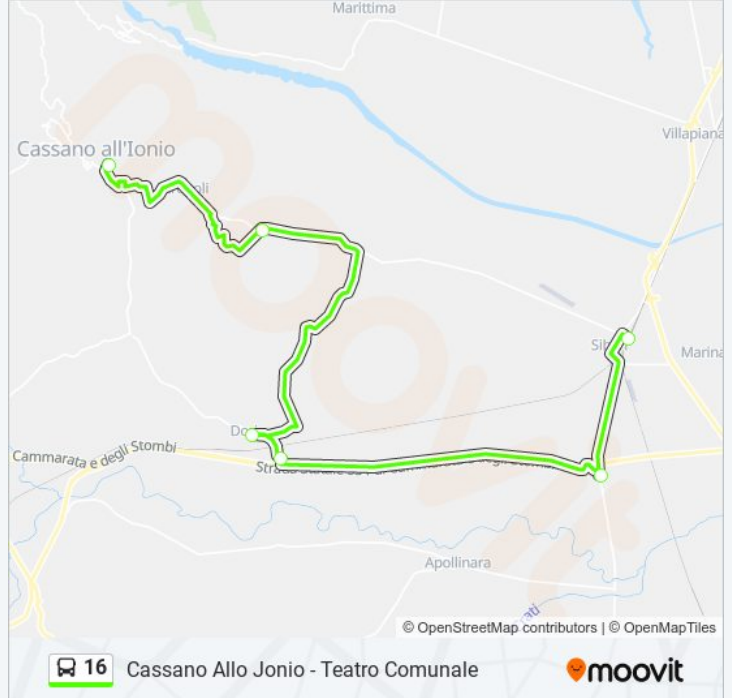 Marittima
Villapiana
Cassano all'Ionio
Marina
Cammarata e degli Stombi
Apollinara
© OpenStreetMap contributors | © OpenMapTiles
16
Cassano Allo Jonio - Teatro Comunale
moovit